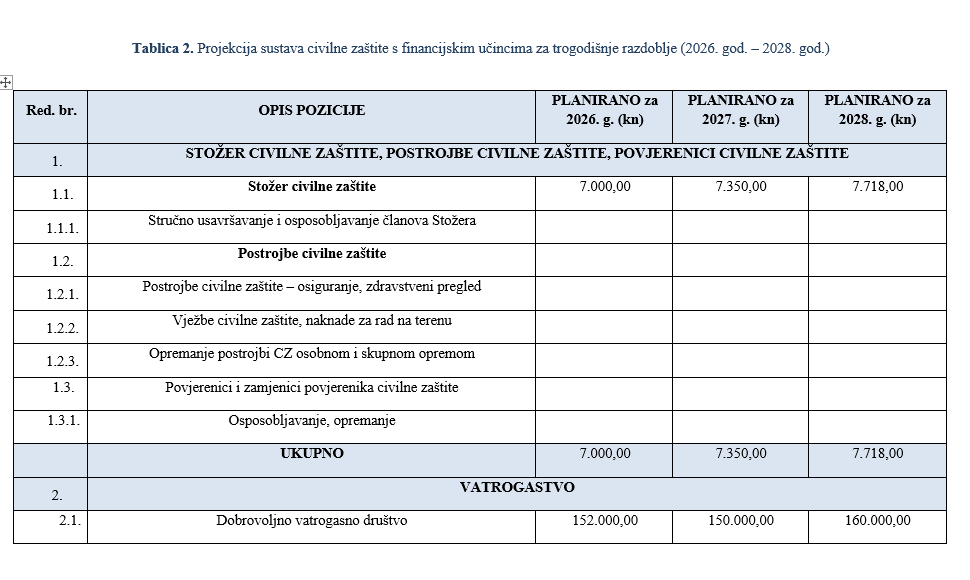 Tablica 2. Projekcija sustava civilne zaštite s financijskim učincima za trogodišnje razdoblje (2026. god. – 2028. god.)
Red. br. OPIS POZICIJE PLANIRANO za 2026. g. (kn) PLANIRANO za 2027. g. (kn) PLANIRANO za 2028. g. (kn)
1. STOŽER CIVILNE ZAŠTITE, POSTROJBE CIVILNE ZAŠTITE, POVJERENICI CIVILNE ZAŠTITE
1.1. Stožer civilne zaštite 7.000,00 7.350,00 7.718,00
1.1.1. Stručno usavršavanje i osposobljavanje članova Stožera
1.2. Postrojbe civilne zaštite
1.2.1. Postrojbe civilne zaštite – osiguranje, zdravstveni pregled
1.2.2. Vježbe civilne zaštite, naknade za rad na terenu
1.2.3. Opremanje postrojbi CZ osobnom i skupnom opremom
1.3. Povjerenici i zamjenici povjerenika civilne zaštite
1.3.1. Osposobljavanje, opremanje
UKUPNO 7.000,00 7.350,00 7.718,00
2. VATROGASTVO
2.1. Dobrovoljno vatrogasno društvo 152.000,00 150.000,00 160.000,00